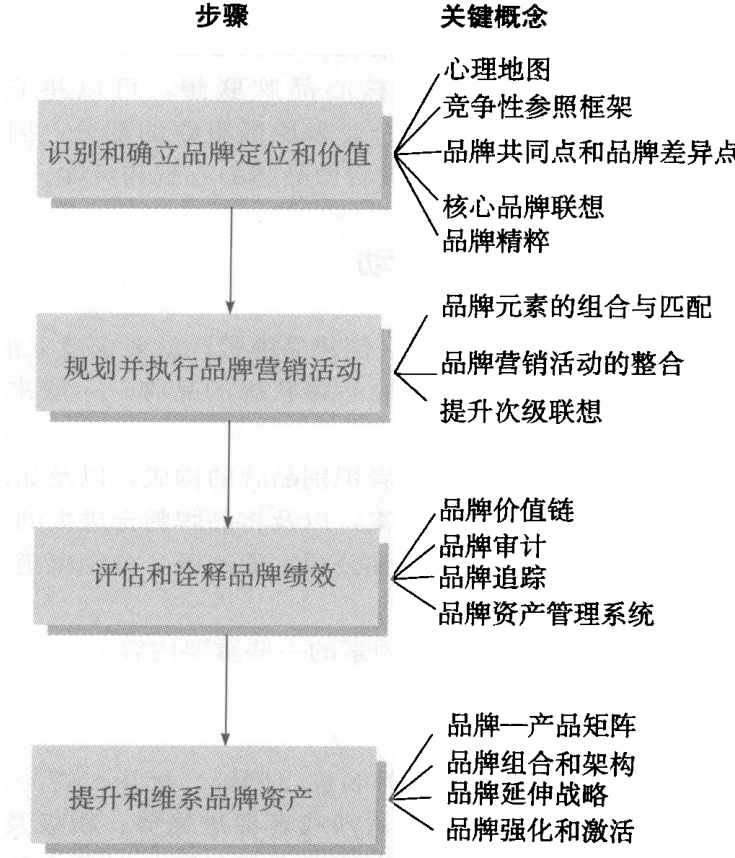 步骤
关键概念
识别和确立品牌定位和价值
心理地图
竞争性参照框架
品牌共同点和品牌差异点
核心品牌联想
品牌精粹
规划并执行品牌营销活动
品牌元素的组合与匹配
品牌营销活动的整合
提升次级联想
评估和诠释品牌绩效
品牌价值链
品牌审计
品牌追踪
品牌资产管理系统
提升和维系品牌资产
品牌—产品矩阵
品牌组合和架构
品牌延伸战略
品牌强化和激活